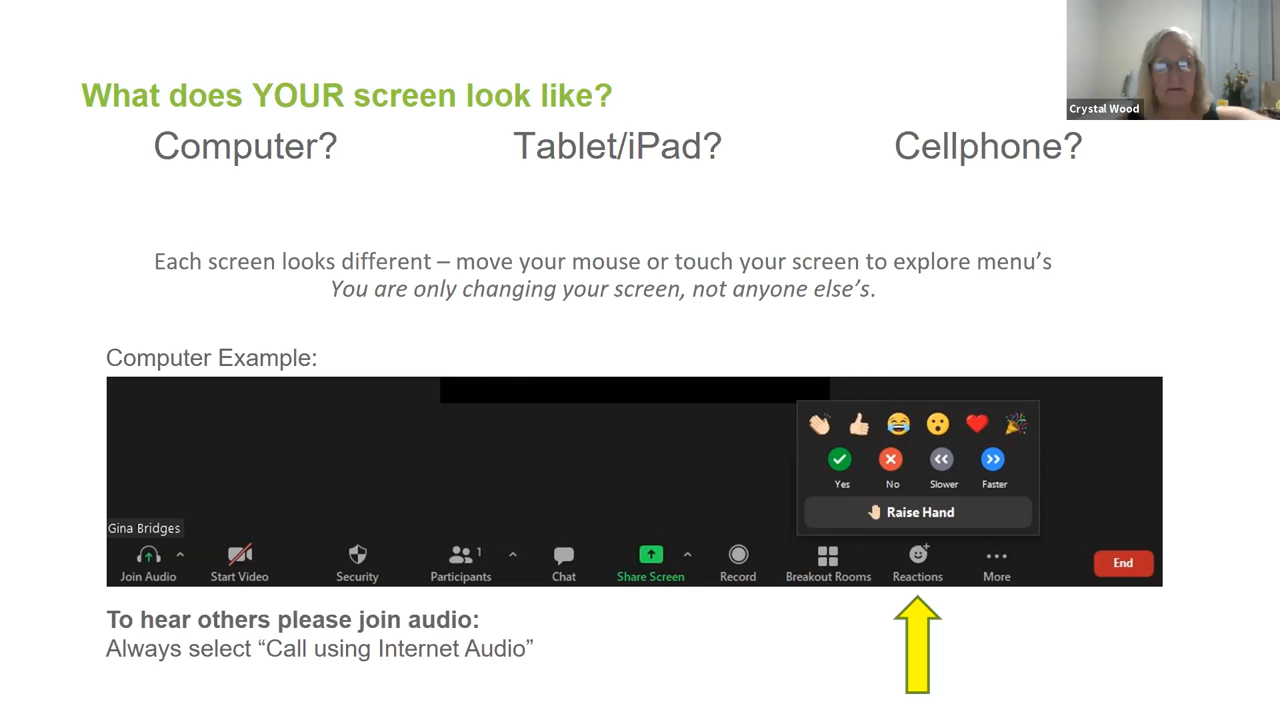 What does YOUR screen look like?
Crystal Wood
Computer? Tablet/iPad? Cellphone?
Each screen looks different – move your mouse or touch your screen to explore menu’s
You are only changing your screen, not anyone else’s.
Computer Example:
Yes No Slower Faster
Raise Hand
Gina Bridges
1
Join Audio Start Video Security Participants Chat Share Screen Record Breakout Rooms Reactions More End
To hear others please join audio:
Always select “Call using Internet Audio”